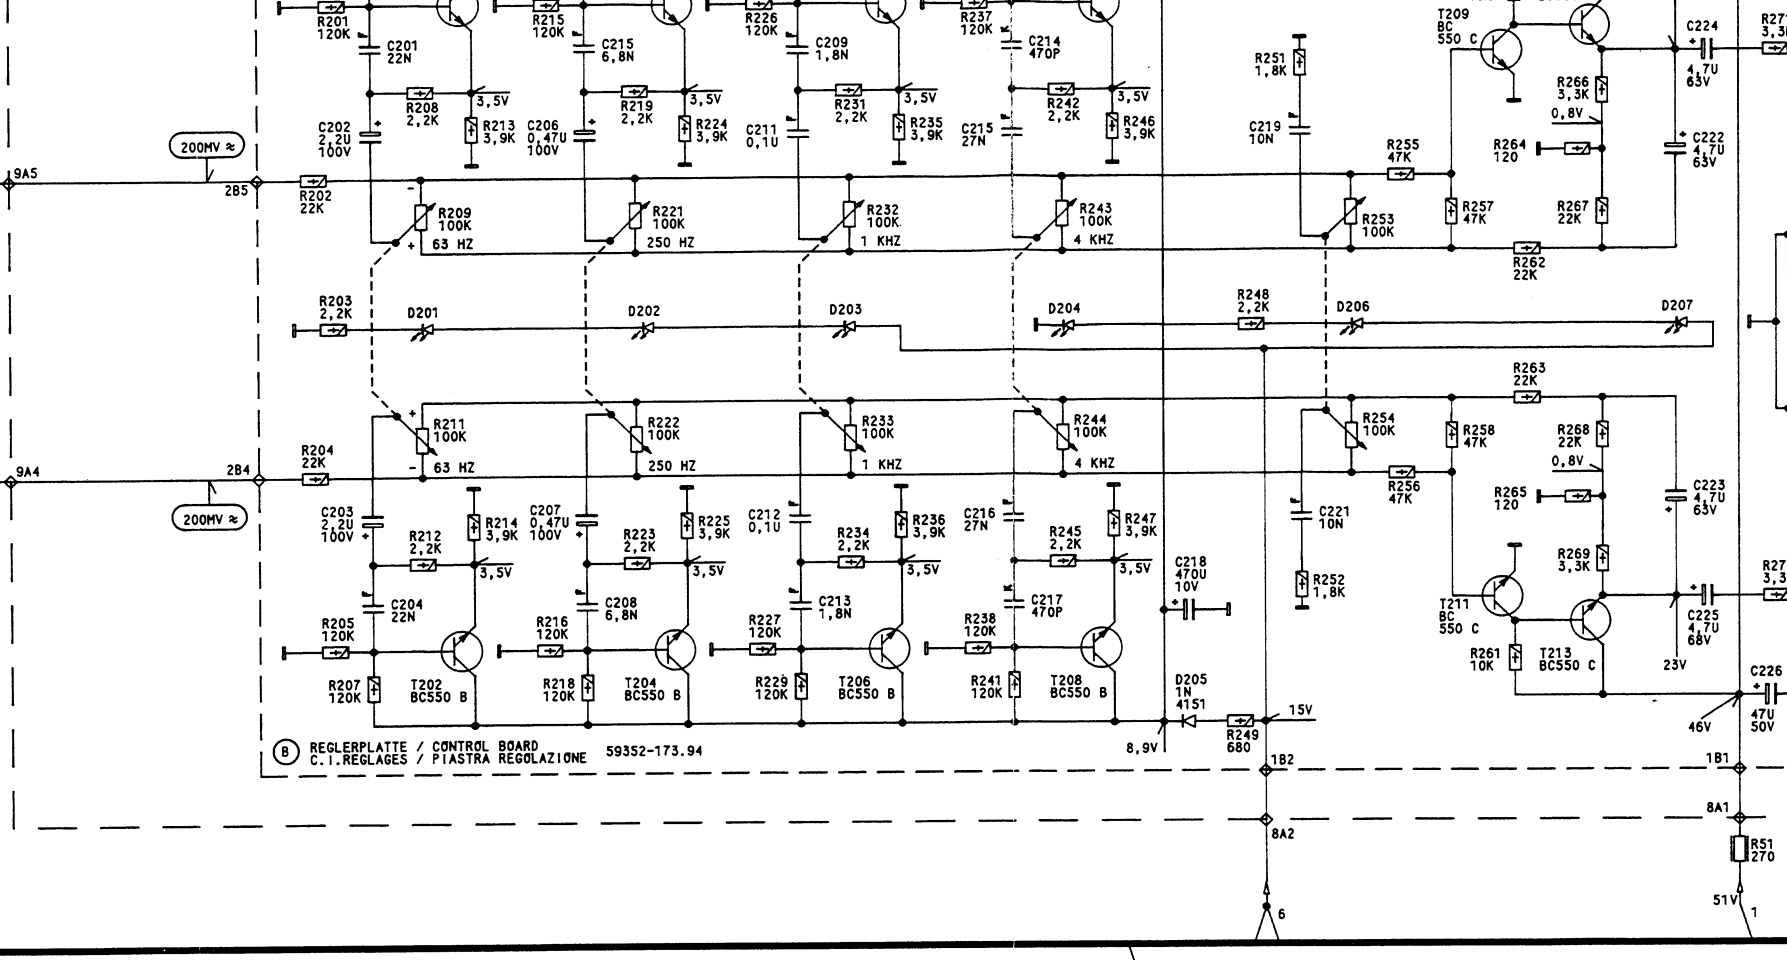 R201
120K
R215
120K
R226
120K
R237
120K
C201
22N
C215
6,8N
C209
1,8N
C214
470P
R208
2,2K
3,5V
R219
2,2K
3,5V
R231
2,2K
3,5V
R242
2,2K
3,5V
C202
2,2U
100V
R213
3,9K
C206
0,47U
100V
R224
3,9K
C211
0,1U
R235
3,9K
C215
27N
R246
3,9K
T209
BC
550 C
C224
4,7U
63V
R251
1,8K
C219
10N
R266
3,3K
0,8V
R264
120
C222
4,7U
63V
R255
47K
R257
47K
R267
22K
R262
22K
200MV ≈
9A5
2B5
R202
22K
-
+
R209
100K
63 HZ
R221
100K
250 HZ
R232
100K
1 KHZ
R243
100K
4 KHZ
R253
100K
R203
2,2K
D201
D202
D203
D204
R248
2,2K
D206
D207
+
-
R211
100K
63 HZ
R222
100K
250 HZ
R233
100K
1 KHZ
R244
100K
4 KHZ
R254
100K
R263
22K
R258
47K
R268
22K
0,8V
R256
47K
R265
120
C223
4,7U
63V
9A4
2B4
R204
22K
200MV ≈
C203
2,2U
100V
R212
2,2K
R214
3,9K
3,5V
C207
0,47U
100V
R223
2,2K
R225
3,9K
3,5V
C212
0,1U
R234
2,2K
R236
3,9K
3,5V
C216
27N
R245
2,2K
R247
3,9K
3,5V
C221
10N
R252
1,8K
C218
470U
10V
R269
3,3K
T211
BC
550 C
C225
4,7U
68V
C204
22N
C208
6,8N
C213
1,8N
C217
470P
R205
120K
R216
120K
R227
120K
R238
120K
R207
120K
T202
BC550 B
R218
120K
T204
BC550 B
R229
120K
T206
BC550 B
R241
120K
T208
BC550 B
R261
10K
T213
BC550 C
23V
C226
47U
50V
46V
D205
1N
4151
R249
680
15V
8,9V
B
REGLERPLATTE / CONTROL BOARD 59352-173.94
C.I.REGLAGES / PIASTRA REGOLAZIONE
1B2
1B1
8A2
8A1
R51
270
51V
6
1